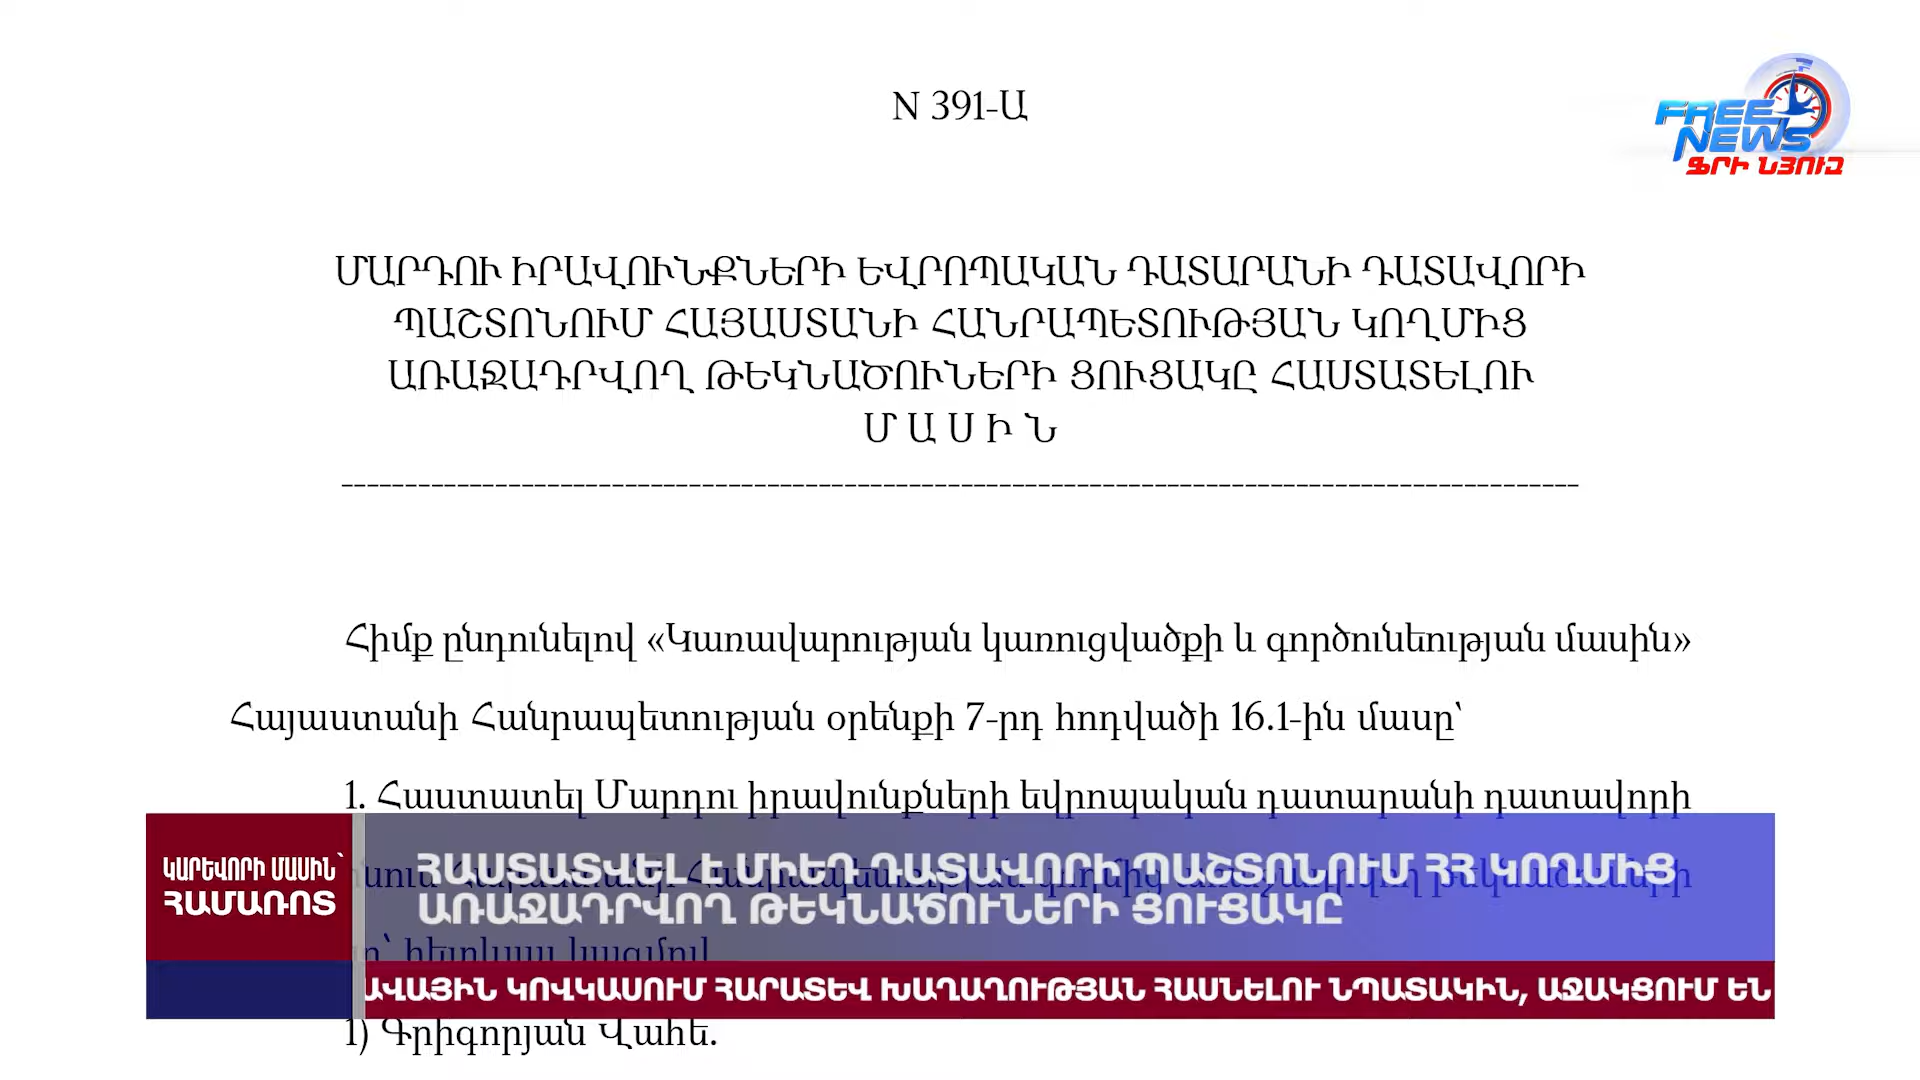 N 391-Ա
FREE
NEWS
ՖՐԻ ՆՅՈՒԶ
ՄԱՐԴՈՒ ԻՐԱՎՈՒՆՔՆԵՐԻ ԵՎՐՈՊԱԿԱՆ ԴԱՏԱՐԱՆԻ ԴԱՏԱՎՈՐԻ
ՊԱՇՏՈՆՈՒՄ ՀԱՅԱՍՏԱՆԻ ՀԱՆՐԱՊԵՏՈՒԹՅԱՆ ԿՈՂՄԻՑ
ԱՌԱՋԱԴՐՎՈՂ ԹԵԿՆԱԾՈՒՆԵՐԻ ՑՈՒՑԱԿԸ ՀԱՍՏԱՏԵԼՈՒ
Մ Ա Ս Ի Ն
Հիմք ընդունելով «Կառավարության կառուցվածքի և գործունեության մասին»
Հայաստանի Հանրապետության օրենքի 7-րդ հոդվածի 16.1-ին մասը՝
1. Հաստատել Մարդու իրավունքների եվրոպական դատարանի դատավորի
ԿԱՐԵՎՈՐԻ ՄԱՍԻՆ՝
ՀԱՄԱՌՈՏ
ՀԱՍՏԱՏՎԵԼ Է ՄԻԵԴ ԴԱՏԱՎՈՐԻ ՊԱՇՏՈՆՈՒՄ ՀՀ ԿՈՂՄԻՑ
ԱՌԱՋԱԴՐՎՈՂ ԹԵԿՆԱԾՈՒՆԵՐԻ ՑՈՒՑԱԿԸ
ԱՎԱՅԻՆ ԿՈՎԿԱՍՈՒՄ ՀԱՐԱՏԵՎ ԽԱՂԱՂՈՒԹՅԱՆ ՀԱՍՆԵԼՈՒ ՆՊԱՏԱԿԻՆ, ԱՋԱԿՑՈՒՄ ԵՆ
1) Գրիգորյան Վահե.